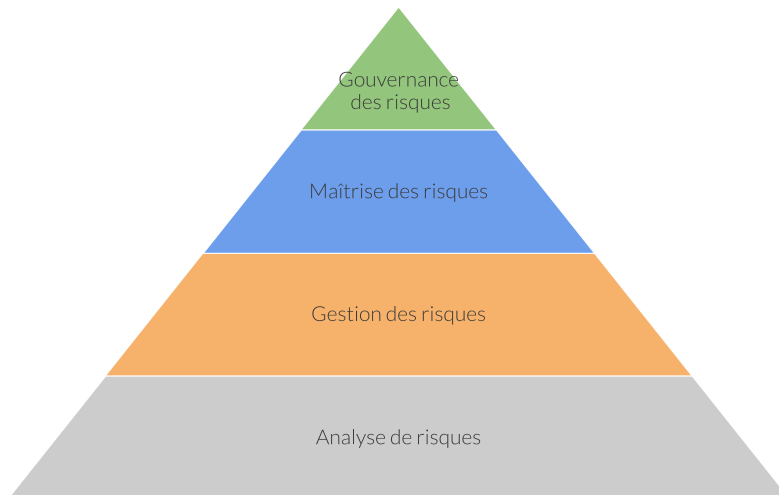 Gouvernance
des risques
Maîtrise des risques
Gestion des risques
Analyse de risques